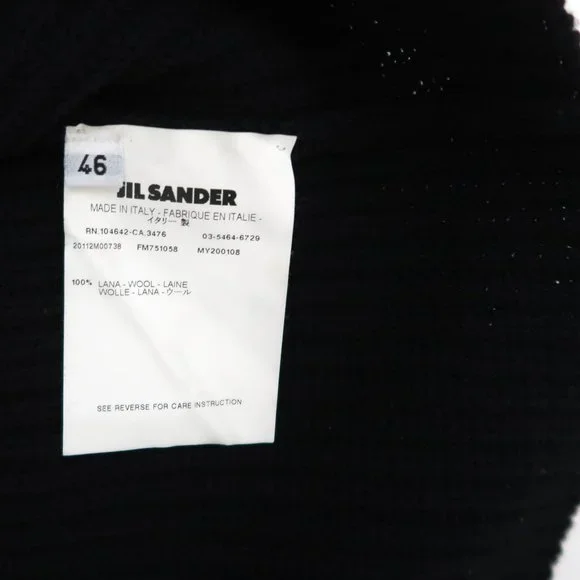 46
JIL SANDER
MADE IN ITALY - FABRIQUE EN ITALIE -
イタリー 製
RN.104642-CA.3476 03-5464-6729
20112M00738 FM751058 MY200108
100% LANA - WOOL - LAINE
WOLLE - LANA - ウール
SEE REVERSE FOR CARE INSTRUCTION